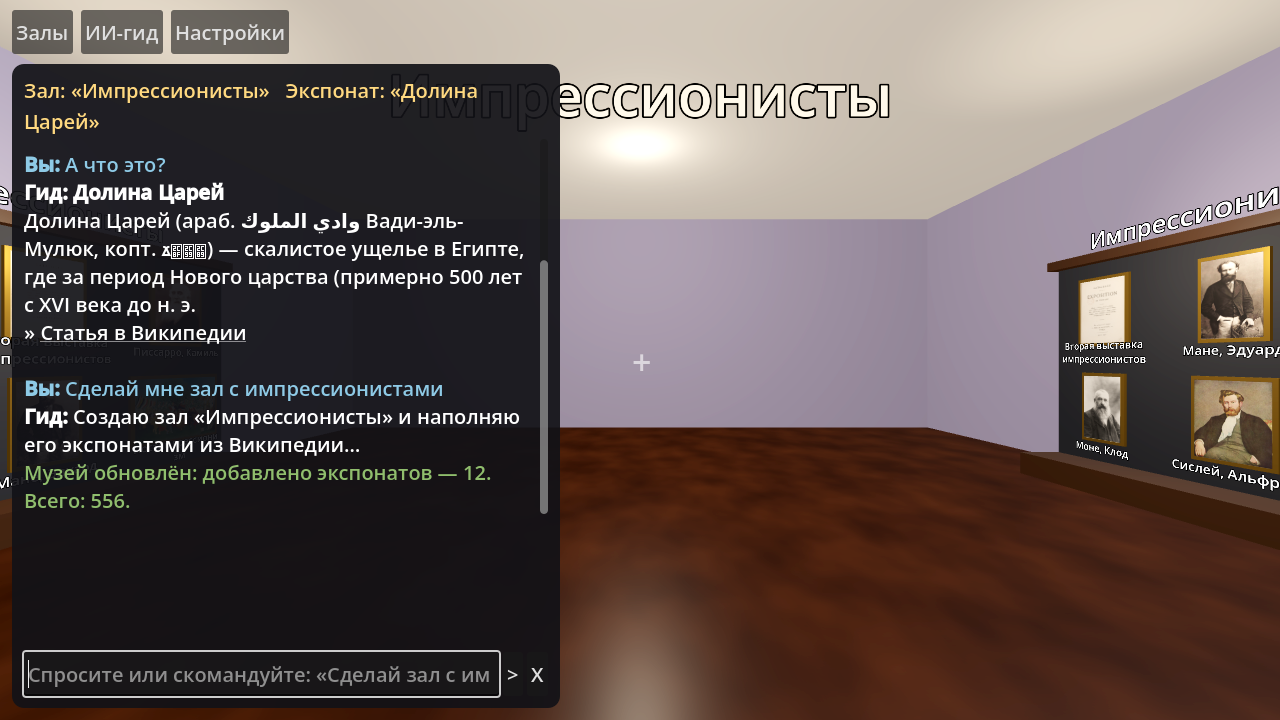 Залы ИИ-гид Настройки
Импрессионисты
Зал: «Импрессионисты» Экспонат: «Долина
Царей»
Вы: А что это?
Гид: Долина Царей
Долина Царей (араб. وادي الملوك Вади-эль-
Мулюк, копт. ϫ) — скалистое ущелье в Египте,
где за период Нового царства (примерно 500 лет
с XVI века до н. э.
» Статья в Википедии
Вы: Сделай мне зал с импрессионистами
Гид: Создаю зал «Импрессионисты» и наполняю
его экспонатами из Википедии...
Музей обновлён: добавлено экспонатов — 12.
Всего: 556.
Спросите или скомандуйте: «Сделай зал с им
> X
Импрессиони
Вторая выставка
импрессионистов
Мане, Эдуард
Моне, Клод
Сислей, Альфр
Писсарро, Камиль